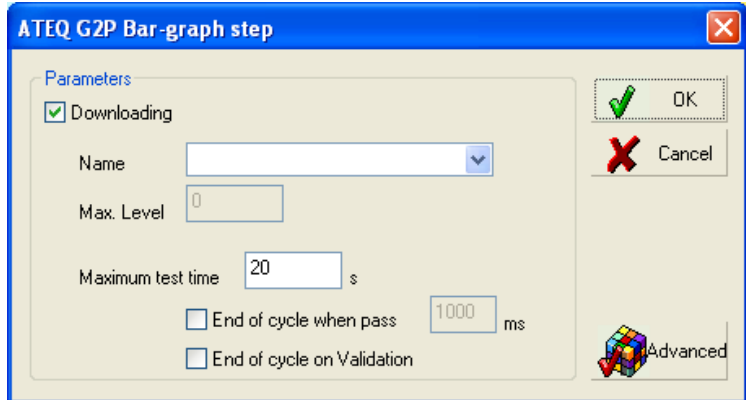 ATEQ G2P Bar-graph step
Parameters
Downloading
OK
Name
Cancel
Max. Level 0
Maximum test time 20 s
End of cycle when pass 1000 ms
End of cycle on Validation
Advanced